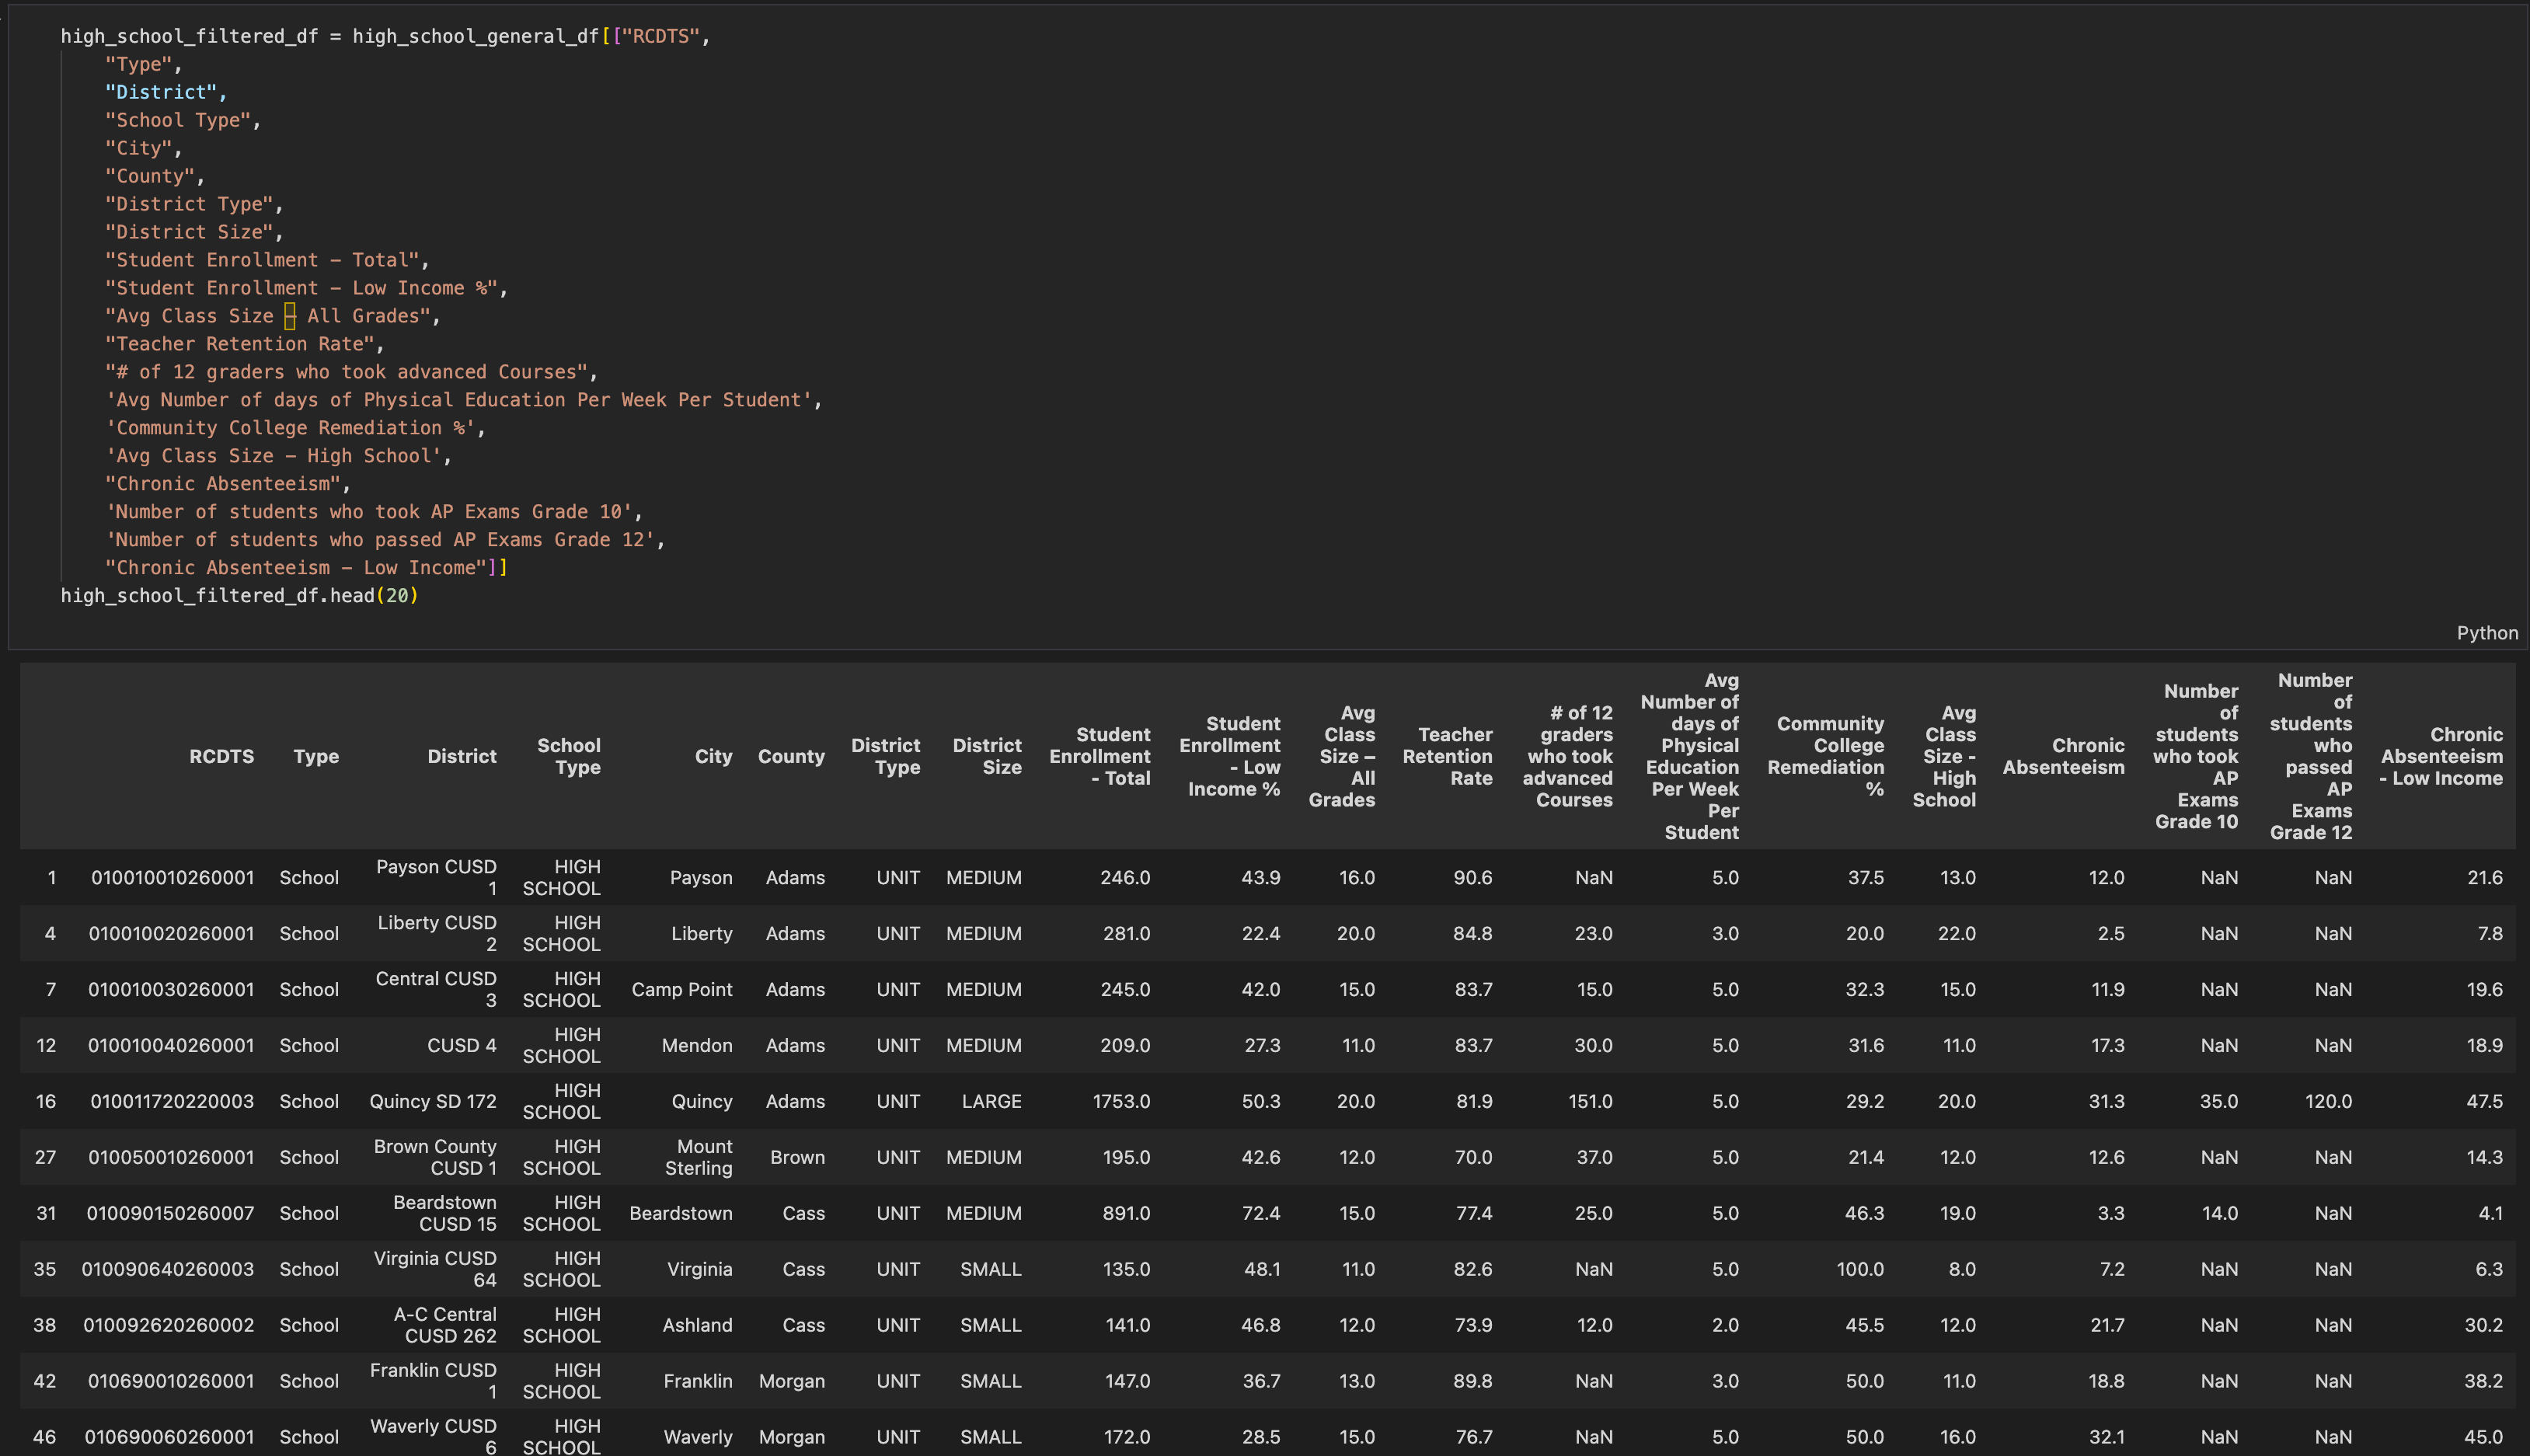 high_school_filtered_df = high_school_general_df[["RCDTS",
"Type",
"District",
"School Type",
"City",
"County",
"District Type",
"District Size",
"Student Enrollment - Total",
"Student Enrollment - Low Income %",
"Avg Class Size – All Grades",
"Teacher Retention Rate",
"# of 12 graders who took advanced Courses",
'Avg Number of days of Physical Education Per Week Per Student',
'Community College Remediation %',
'Avg Class Size - High School',
"Chronic Absenteeism",
'Number of students who took AP Exams Grade 10',
'Number of students who passed AP Exams Grade 12',
"Chronic Absenteeism - Low Income"]]
high_school_filtered_df.head(20)
Python
RCDTS Type District School Type City County District Type District Size Student Enrollment - Total Student Enrollment - Low Income % Avg Class Size – All Grades Teacher Retention Rate # of 12 graders who took advanced Courses Avg Number of days of Physical Education Per Week Per Student Community College Remediation % Avg Class Size - High School Chronic Absenteeism Number of students who took AP Exams Grade 10 Number of students who passed AP Exams Grade 12 Chronic Absenteeism - Low Income
1 010010010260001 School Payson CUSD 1 HIGH SCHOOL Payson Adams UNIT MEDIUM 246.0 43.9 16.0 90.6 NaN 5.0 37.5 13.0 12.0 NaN NaN 21.6
4 010010020260001 School Liberty CUSD 2 HIGH SCHOOL Liberty Adams UNIT MEDIUM 281.0 22.4 20.0 84.8 23.0 3.0 20.0 22.0 2.5 NaN NaN 7.8
7 010010030260001 School Central CUSD 3 HIGH SCHOOL Camp Point Adams UNIT MEDIUM 245.0 42.0 15.0 83.7 15.0 5.0 32.3 15.0 11.9 NaN NaN 19.6
12 010010040260001 School CUSD 4 HIGH SCHOOL Mendon Adams UNIT MEDIUM 209.0 27.3 11.0 83.7 30.0 5.0 31.6 11.0 17.3 NaN NaN 18.9
16 010011720220003 School Quincy SD 172 HIGH SCHOOL Quincy Adams UNIT LARGE 1753.0 50.3 20.0 81.9 151.0 5.0 29.2 20.0 31.3 35.0 120.0 47.5
27 010050010260001 School Brown County CUSD 1 HIGH SCHOOL Mount Sterling Brown UNIT MEDIUM 195.0 42.6 12.0 70.0 37.0 5.0 21.4 12.0 12.6 NaN NaN 14.3
31 010090150260007 School Beardstown CUSD 15 HIGH SCHOOL Beardstown Cass UNIT MEDIUM 891.0 72.4 15.0 77.4 25.0 5.0 46.3 19.0 3.3 14.0 NaN 4.1
35 010090640260003 School Virginia CUSD 64 HIGH SCHOOL Virginia Cass UNIT SMALL 135.0 48.1 11.0 82.6 NaN 5.0 100.0 8.0 7.2 NaN NaN 6.3
38 010092620260002 School A-C Central CUSD 262 HIGH SCHOOL Ashland Cass UNIT SMALL 141.0 46.8 12.0 73.9 12.0 2.0 45.5 12.0 21.7 NaN NaN 30.2
42 010690010260001 School Franklin CUSD 1 HIGH SCHOOL Franklin Morgan UNIT SMALL 147.0 36.7 13.0 89.8 NaN 3.0 50.0 11.0 18.8 NaN NaN 38.2
46 010690060260001 School Waverly CUSD 6 HIGH SCHOOL Waverly Morgan UNIT SMALL 172.0 28.5 15.0 76.7 NaN 5.0 50.0 16.0 32.1 NaN NaN 45.0